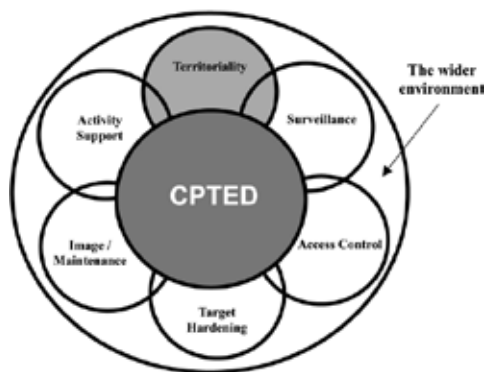 Territoriality
The wider
environment
Activity
Support
Surveillance
CPTED
Image /
Maintenance
Access Control
Target
Hardening